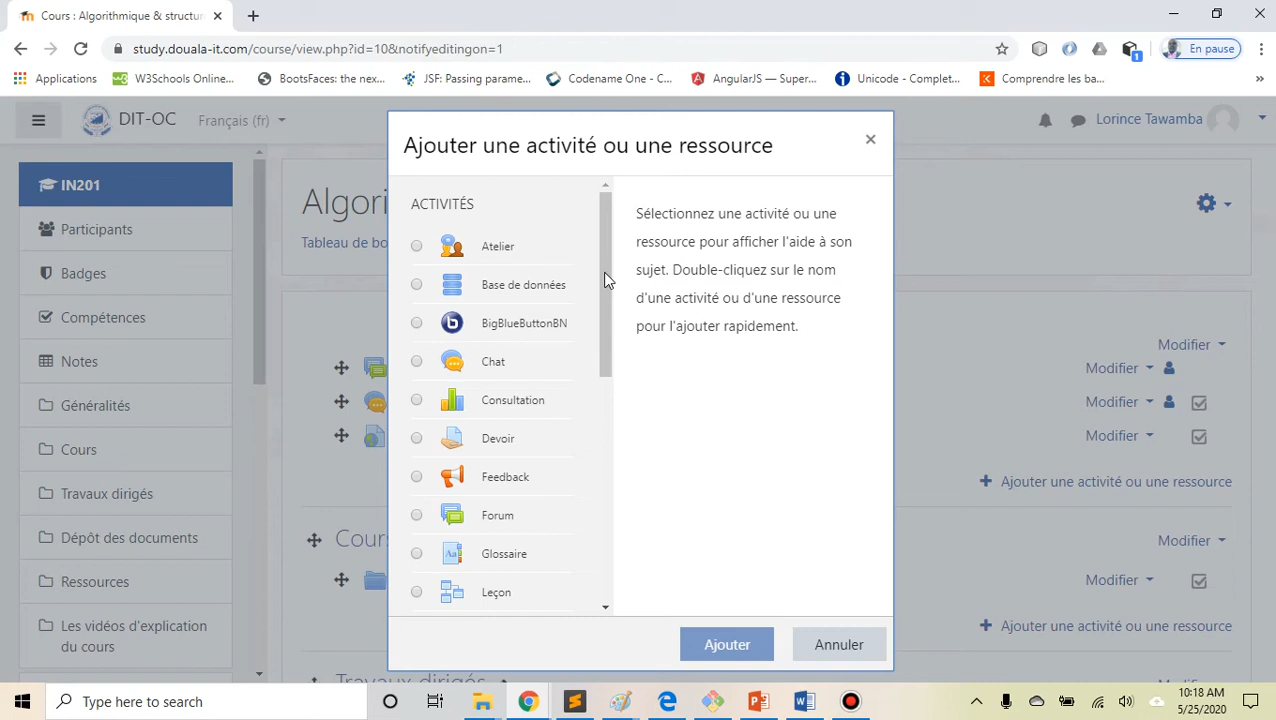 Cours : Algorithmique & structur
study.douala-it.com/course/view.php?id=10&notifyeditingon=1
En pause
Applications
W3Schools Online...
BootsFaces: the nex...
JSF: Passing parame...
Codename One - C...
AngularJS — Super...
Unicode - Complet...
Comprendre les ba...
»
DIT-OC
Français (fr)
Lorince Tawamba
Ajouter une activité ou une ressource
IN201
Participants
Badges
Compétences
Notes
Généralités
Cours
Travaux dirigés
Dépôt des documents
Ressources
Les vidéos d'explication
du cours
Algori
Tableau de bo
ACTIVITÉS
Atelier
Base de données
BigBlueButtonBN
Chat
Consultation
Devoir
Feedback
Forum
Glossaire
Leçon
Sélectionnez une activité ou une
ressource pour afficher l'aide à son
sujet. Double-cliquez sur le nom
d'une activité ou d'une ressource
pour l'ajouter rapidement.
Ajouter
Annuler
Modifier
Modifier
Modifier
Modifier
+ Ajouter une activité ou une ressource
Cours
Modifier
Modifier
+ Ajouter une activité ou une ressource
Travaux dirigés
Modifier
Type here to search
10:18 AM
5/25/2020
1